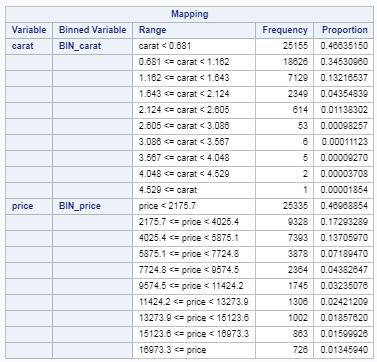 Mapping
Variable Binned Variable Range Frequency Proportion
carat BIN_carat carat < 0.681 25155 0.46635150
0.681 <= carat < 1.162 18626 0.34530960
1.162 <= carat < 1.643 7129 0.13216537
1.643 <= carat < 2.124 2349 0.04354839
2.124 <= carat < 2.605 614 0.01138302
2.605 <= carat < 3.086 53 0.00098257
3.086 <= carat < 3.567 6 0.00011123
3.567 <= carat < 4.048 5 0.00009270
4.048 <= carat < 4.529 2 0.00003708
4.529 <= carat 1 0.00001854
price BIN_price price < 2175.7 25335 0.46968854
2175.7 <= price < 4025.4 9328 0.17293289
4025.4 <= price < 5875.1 7393 0.13705970
5875.1 <= price < 7724.8 3878 0.07189470
7724.8 <= price < 9574.5 2364 0.04382647
9574.5 <= price < 11424.2 1745 0.03235076
11424.2 <= price < 13273.9 1306 0.02421209
13273.9 <= price < 15123.6 1002 0.01857620
15123.6 <= price < 16973.3 863 0.01599926
16973.3 <= price 726 0.01345940